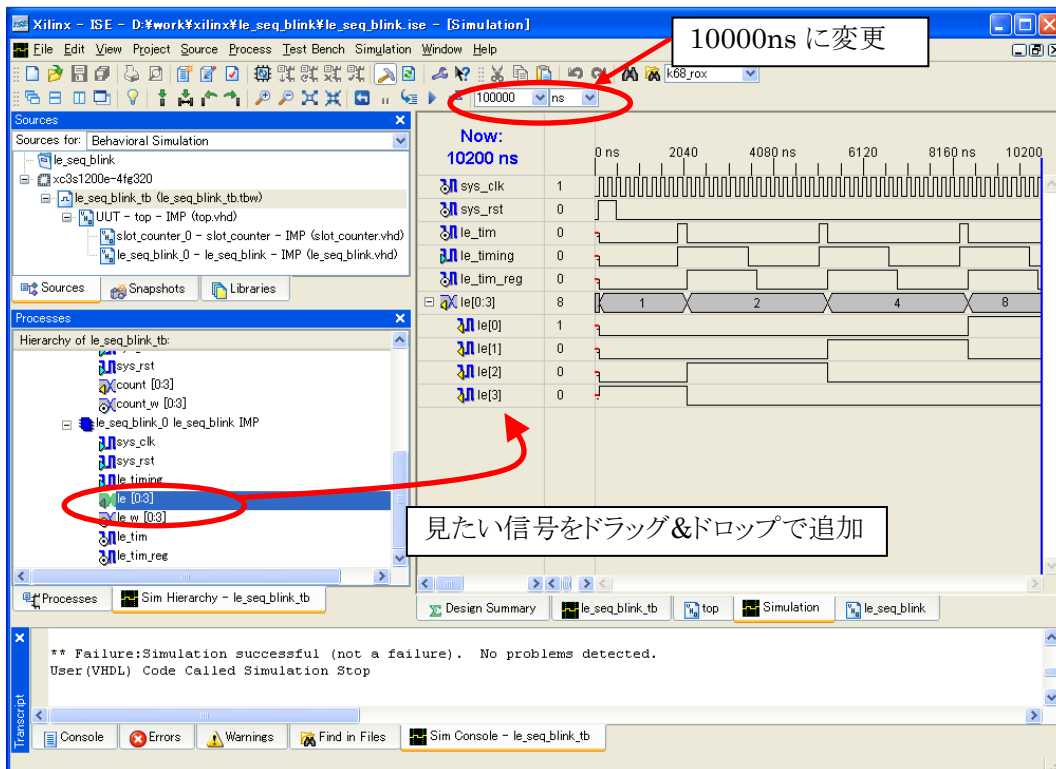 Xilinx - ISE - D:¥work¥xilinx¥le_seq_blink¥le_seq_blink.ise - [Simulation]
File Edit View Project Source Process Test Bench Simulation Window Help
10000ns に変更
k68_rox
100000 ns
Sources
Sources for: Behavioral Simulation
le_seq_blink
xc3s1200e-4fg320
le_seq_blink_tb (le_seq_blink_tb.tbw)
UUT - top - IMP (top.vhd)
slot_counter_0 - slot_counter - IMP (slot_counter.vhd)
le_seq_blink_0 - le_seq_blink - IMP (le_seq_blink.vhd)
Sources Snapshots Libraries
Processes
Hierarchy of le_seq_blink_tb:
sys_rst
count [0:3]
count_w [0:3]
le_seq_blink_0 le_seq_blink IMP
sys_clk
sys_rst
le_timing
le [0:3]
le_w [0:3]
le_tim
le_tim_reg
Processes Sim Hierarchy - le_seq_blink_tb
Now:
10200 ns
0 ns 2040 4080 ns 6120 8160 ns 10200
sys_clk 1
sys_rst 0
le_tim 0
le_timing 0
le_tim_reg 0
le[0:3] 8 1 2 4 8
le[0] 1
le[1] 0
le[2] 0
le[3] 0
見たい信号をドラッグ&ドロップで追加
Design Summary le_seq_blink_tb top Simulation le_seq_blink
** Failure:Simulation successful (not a failure). No problems detected.
User(VHDL) Code Called Simulation Stop
Transcript
Console Errors Warnings Find in Files Sim Console - le_seq_blink_tb